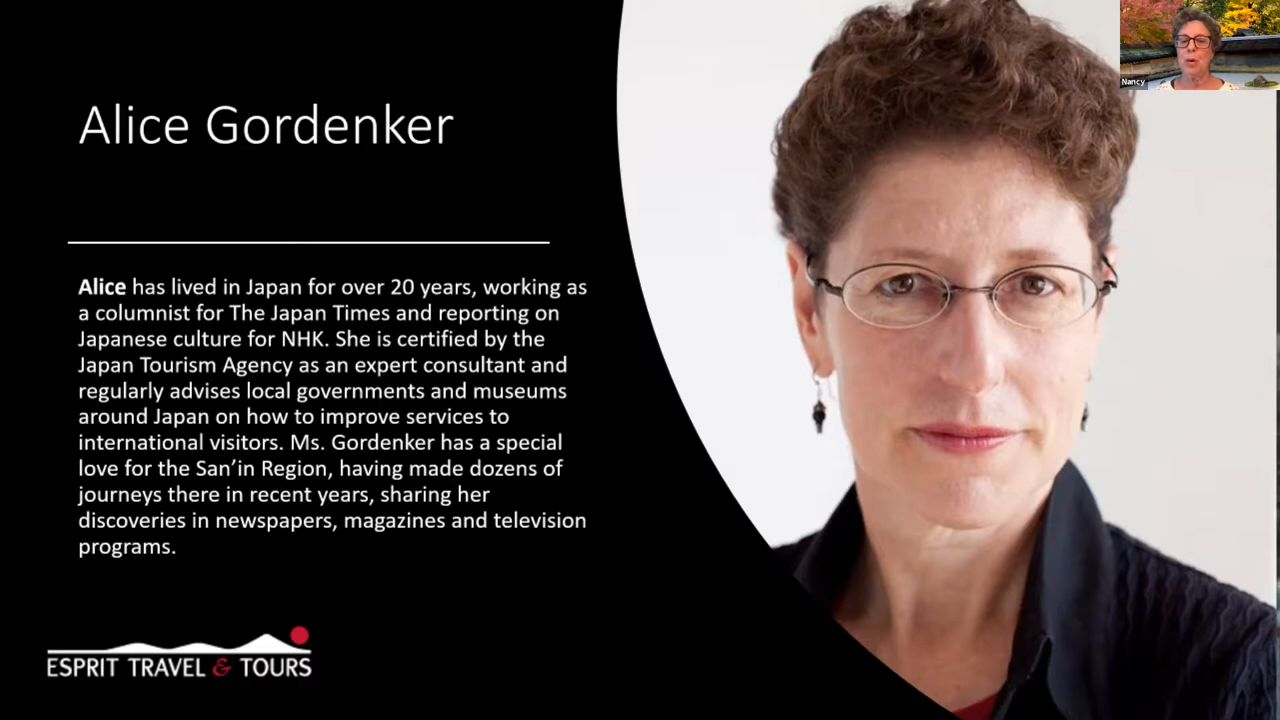 Alice Gordenker
Alice has lived in Japan for over 20 years, working as
a columnist for The Japan Times and reporting on
Japanese culture for NHK. She is certified by the
Japan Tourism Agency as an expert consultant and
regularly advises local governments and museums
around Japan on how to improve services to
international visitors. Ms. Gordenker has a special
love for the San’in Region, having made dozens of
journeys there in recent years, sharing her
discoveries in newspapers, magazines and television
programs.
ESPRIT TRAVEL & TOURS
Nancy